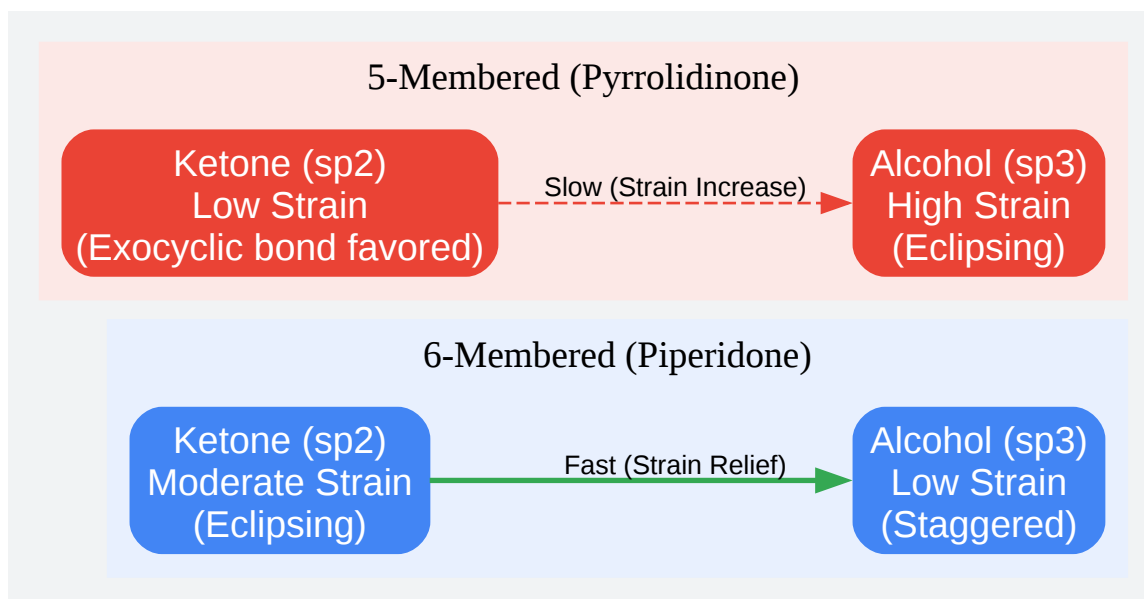 5-Membered (Pyrrolidinone)
Ketone (sp2)
Low Strain
(Exocyclic bond favored)
Slow (Strain Increase)
Alcohol (sp3)
High Strain
(Eclipsing)
6-Membered (Piperidone)
Ketone (sp2)
Moderate Strain
(Eclipsing)
Fast (Strain Relief)
Alcohol (sp3)
Low Strain
(Staggered)